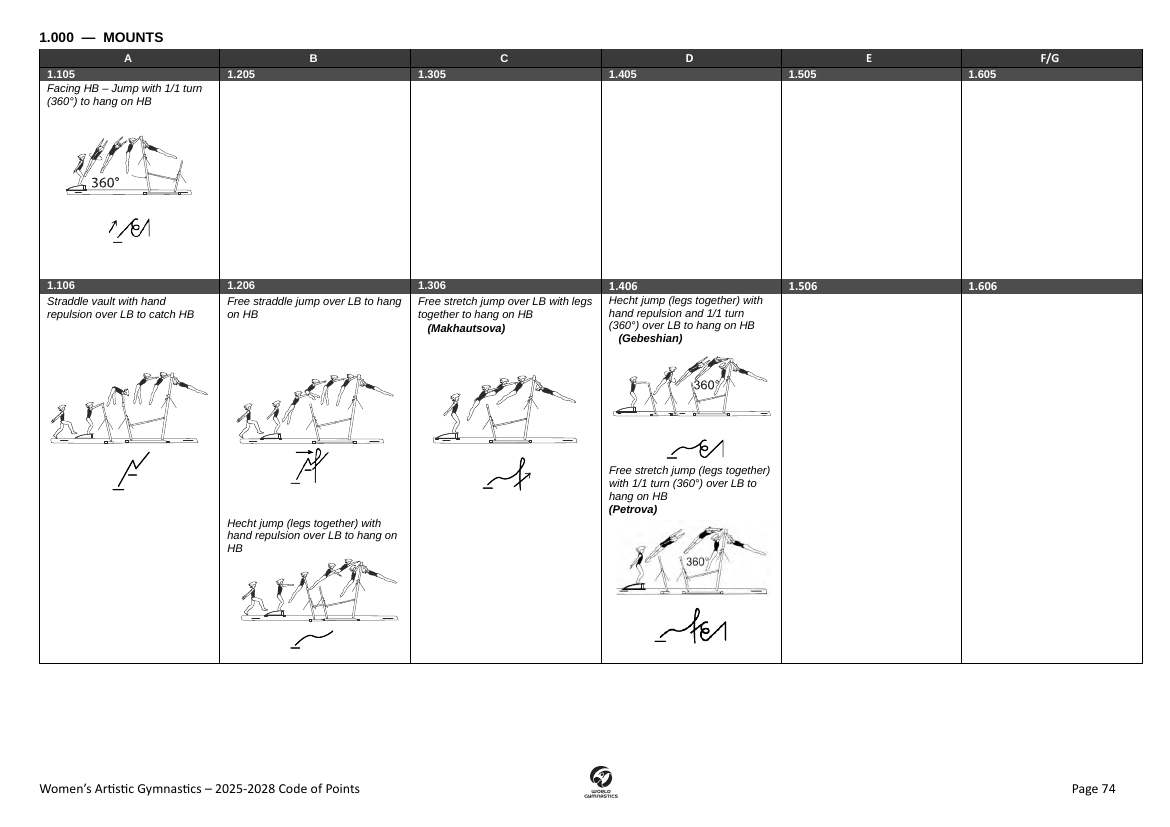 1.000 — MOUNTS
A B C D E F/G
1.105 1.205 1.305 1.405 1.505 1.605
Facing HB – Jump with 1/1 turn
(360°) to hang on HB
360°
1.106 1.206 1.306 1.406 1.506 1.606
Straddle vault with hand
repulsion over LB to catch HB
Free straddle jump over LB to hang
on HB
Hecht jump (legs together) with
hand repulsion over LB to hang on
HB
Free stretch jump over LB with legs
together to hang on HB
(Makhautsova)
Hecht jump (legs together) with
hand repulsion and 1/1 turn
(360°) over LB to hang on HB
(Gebeshian)
360°
Free stretch jump (legs together)
with 1/1 turn (360°) over LB to
hang on HB
(Petrova)
360°
Women's Artistic Gymnastics – 2025-2028 Code of Points
WORLD
GYMNASTICS
Page 74